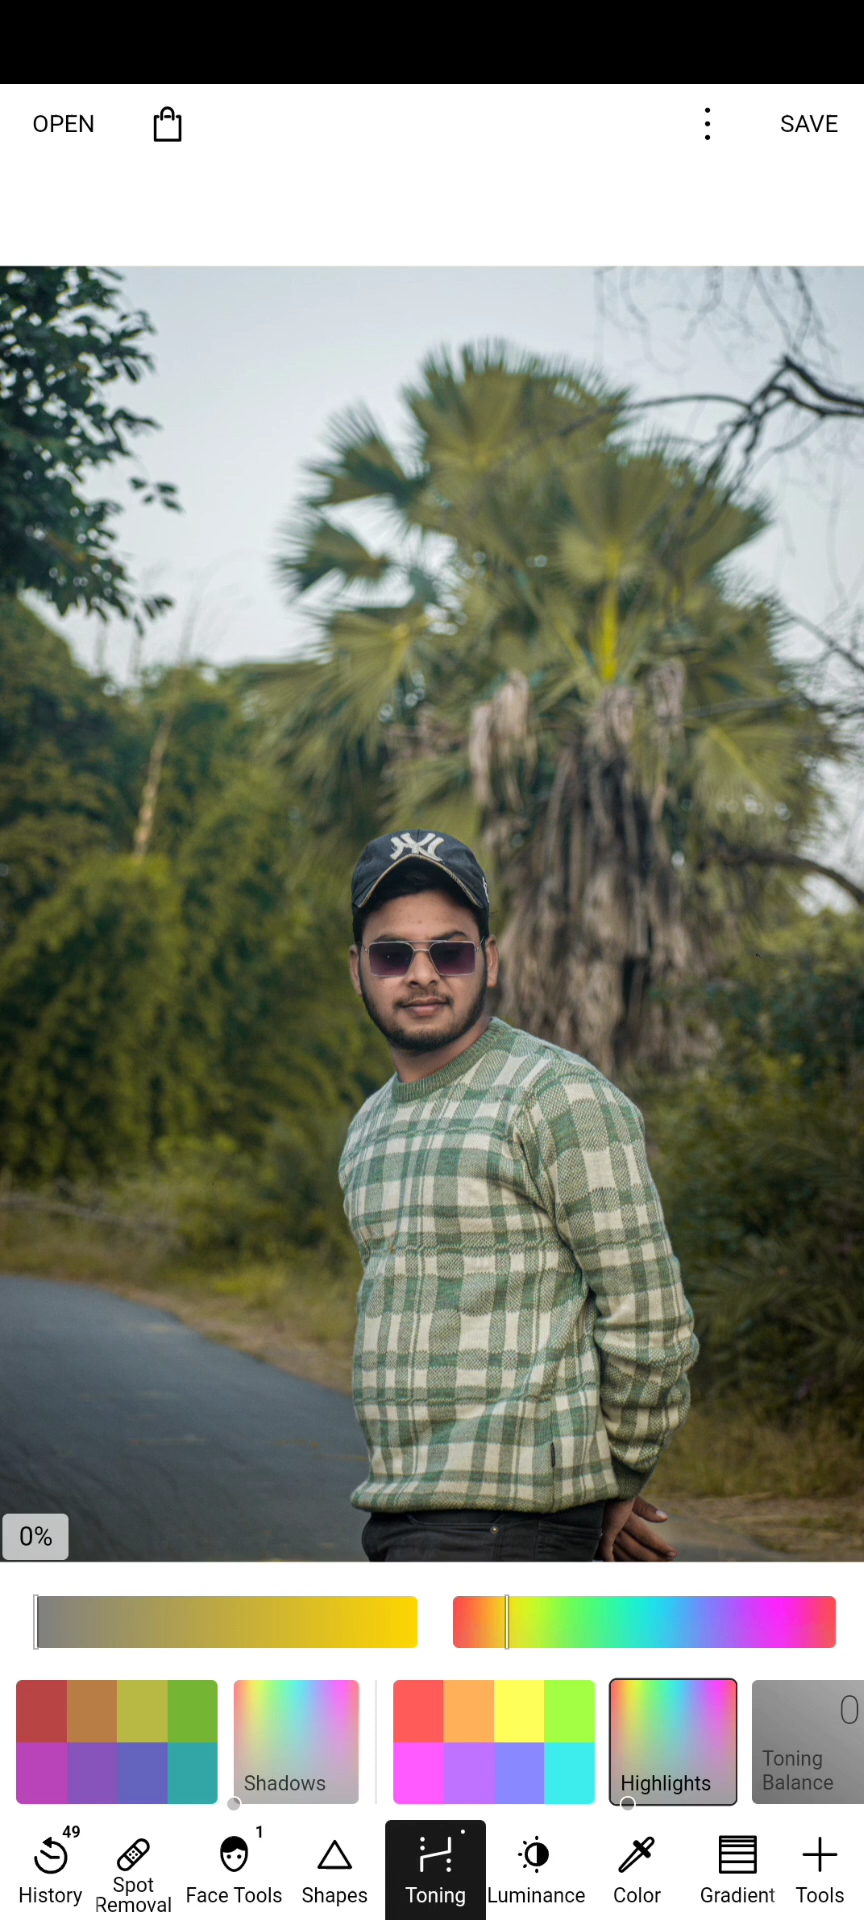 OPEN
SAVE
NY
0%
Shadows
Highlights
0
Toning
Balance
49
1
History
Spot
Removal
Face Tools
Shapes
Toning
Luminance
Color
Gradient
Tools